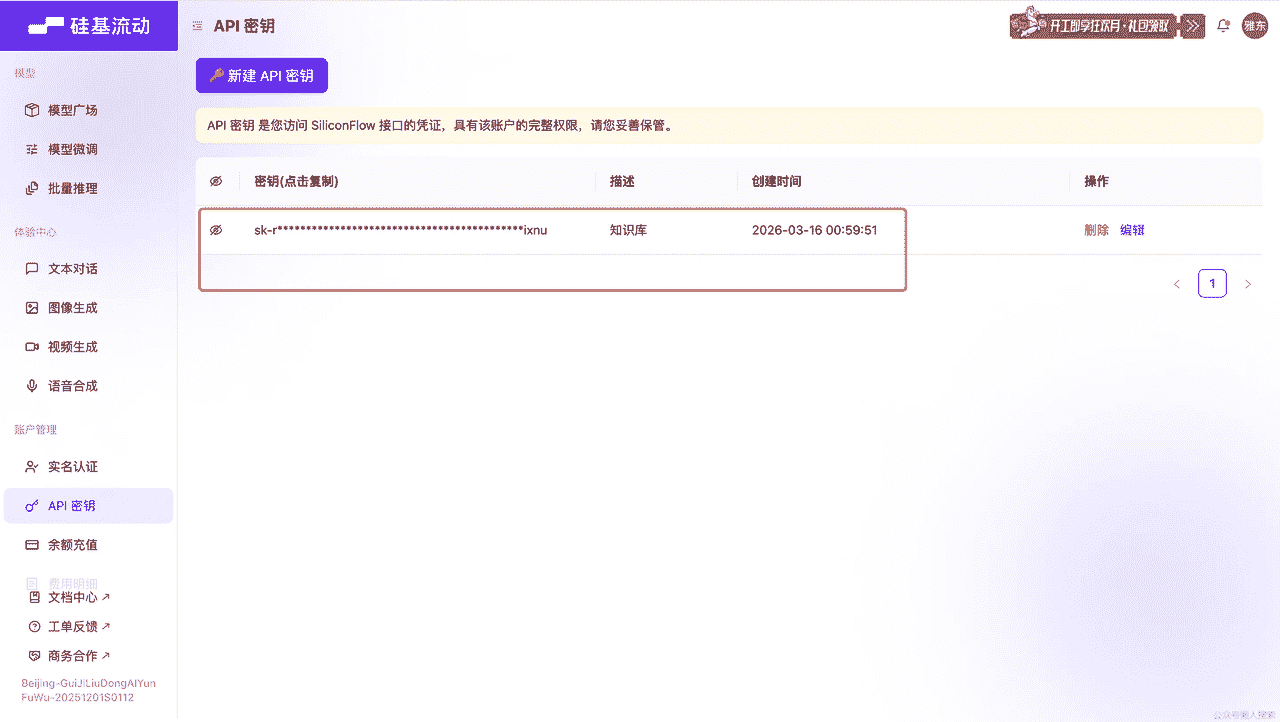 硅基流动
API 密钥
开工即享狂欢月·礼包领取
雅东
模型
模型广场
模型微调
批量推理
体验中心
文本对话
图像生成
视频生成
语音合成
账户管理
实名认证
API 密钥
余额充值
费用明细
文档中心
工单反馈
商务合作
Beijing-GuiJiLiuDongAIYun
FuWu-20251201S0112
新建 API 密钥
API 密钥 是您访问 SiliconFlow 接口的凭证，具有该账户的完整权限，请您妥善保管。
密钥(点击复制) 描述 创建时间 操作
sk-r********************************************ixnu 知识库 2026-03-16 00:59:51 删除 编辑
1